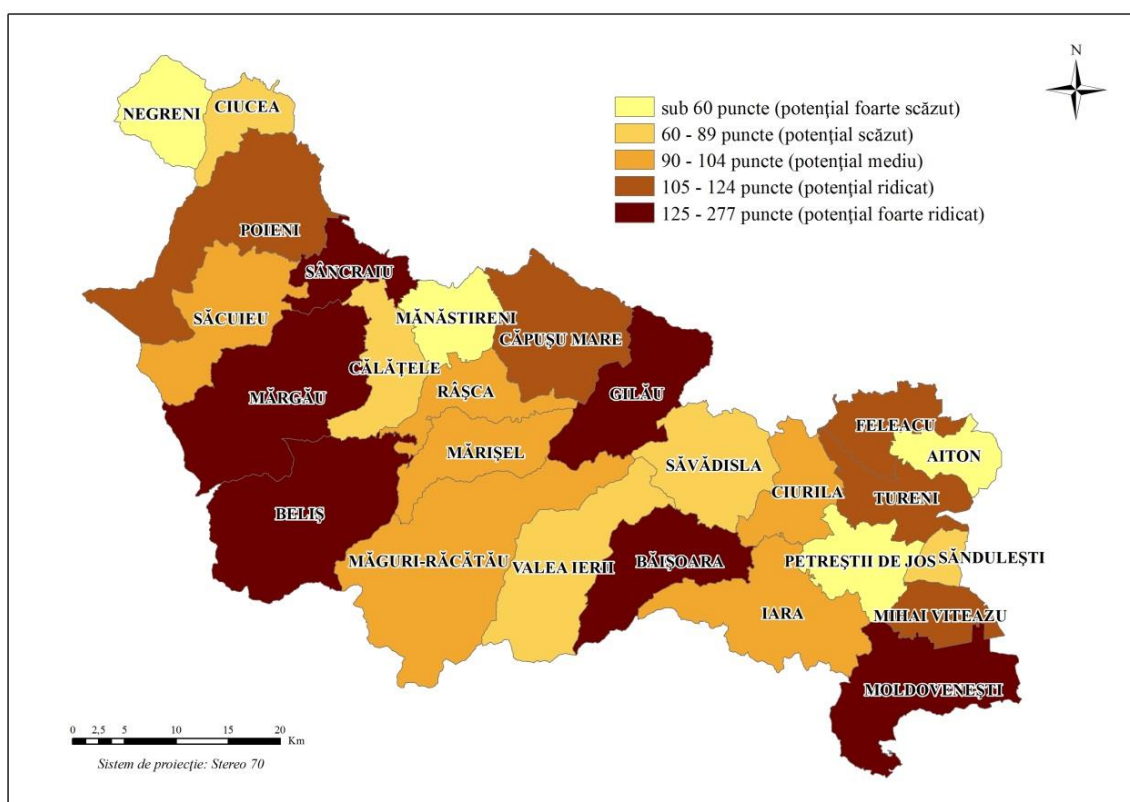 N
NEGRENI
CIUCEA
sub 60 puncte (potențial foarte scăzut)
60 - 89 puncte (potențial scăzut)
90 - 104 puncte (potențial mediu)
105 - 124 puncte (potențial ridicat)
125 - 277 puncte (potențial foarte ridicat)
POIENI
SÂNCRAIU
SĂCUIEU
MĂNĂSTIRENI
CĂPUȘU MARE
CĂLĂȚELE
MĂRGĂU
RÂȘCA
GILĂU
FELEACU
MĂRIȘEL
SĂVĂDISLA
AITON
CIURILA
TURENI
BELIȘ
MĂGURI-RĂCĂTĂU
VALEA IERII
BĂIȘOARA
PETREȘTII DE JOS
SĂNDULEȘTI
IARA
MIHAI VITEAZU
MOLDOVENEȘTI
0 2,5 5 10 15 20
Km
Sistem de proiecție: Stereo 70